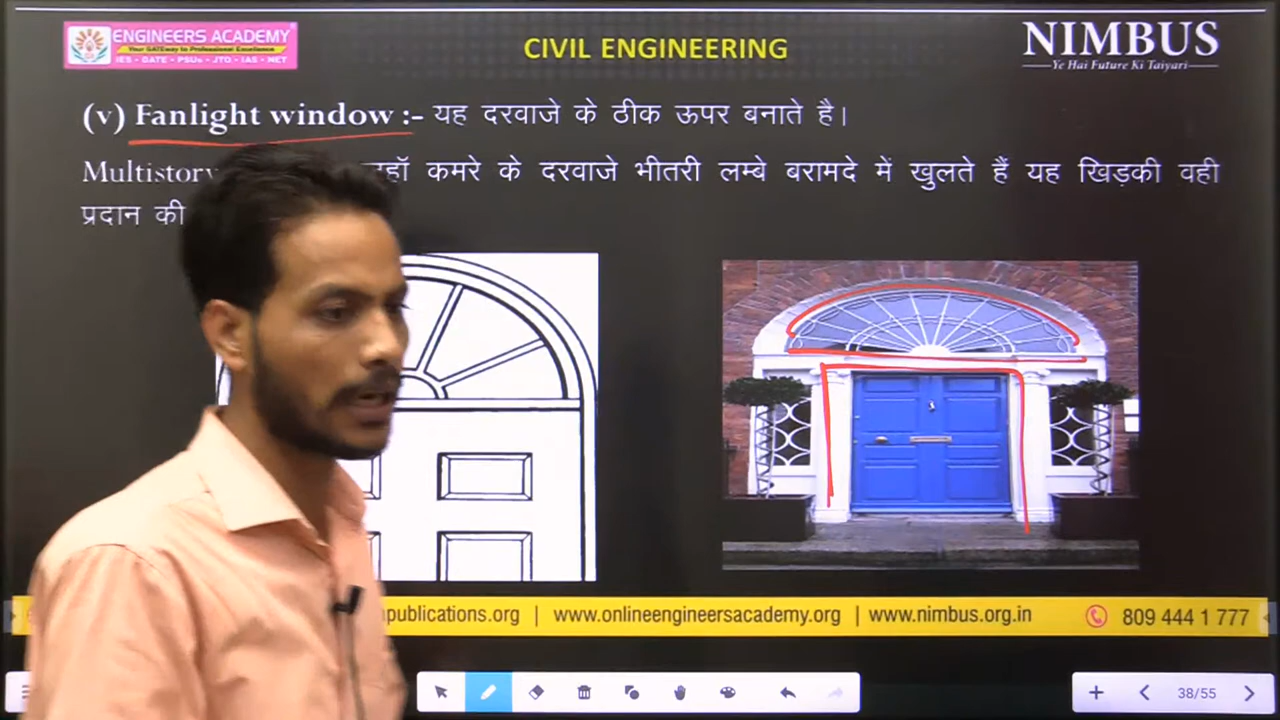 ENGINEERS ACADEMY
Your GATEway to Professional Excellence
IES - GATE - PSUs - JTO - IAS - NET
CIVIL ENGINEERING
NIMBUS
Ye Hai Future Ki Taiyari
(v) Fanlight window :- यह दरवाजे के ठीक ऊपर बनाते है।
Multistory कमरे के दरवाजे भीतरी लम्बे बरामदे में खुलते हैं यह खिड़की वही
प्रदान की
publications.org | www.onlineengineersacademy.org | www.nimbus.org.in 809 444 1 777
38/55